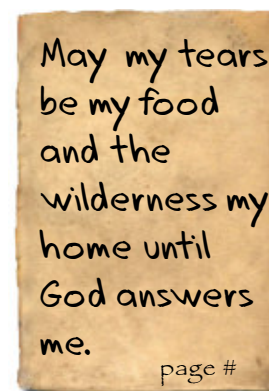 May my tears
be my food
and the
wilderness my
home until
God answers
me.
page #